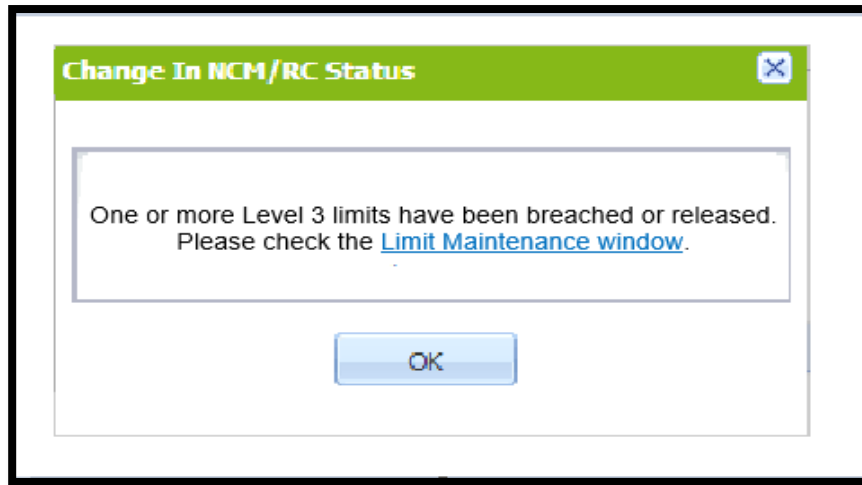 Change In NCM/RC Status
One or more Level 3 limits have been breached or released.
Please check the Limit Maintenance window.
OK